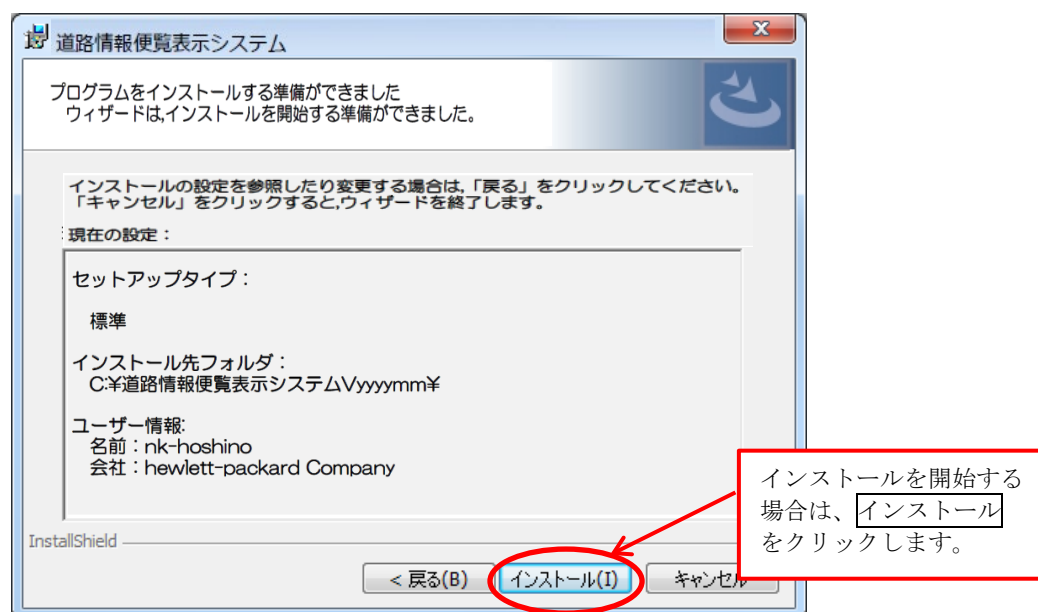 道路情報便覧表示システム
プログラムをインストールする準備ができました
ウィザードは,インストールを開始する準備ができました。
インストールの設定を参照したり変更する場合は,「戻る」をクリックしてください。
「キャンセル」をクリックすると,ウィザードを終了します。
現在の設定：
セットアップタイプ：
標準
インストール先フォルダ：
C:¥道路情報便覧表示システムVyyyymm¥
ユーザー情報:
名前：nk-hoshino
会社：hewlett-packard Company
インストールを開始する
場合は、インストール
をクリックします。
InstallShield
< 戻る(B)
インストール(I)
キャンセル